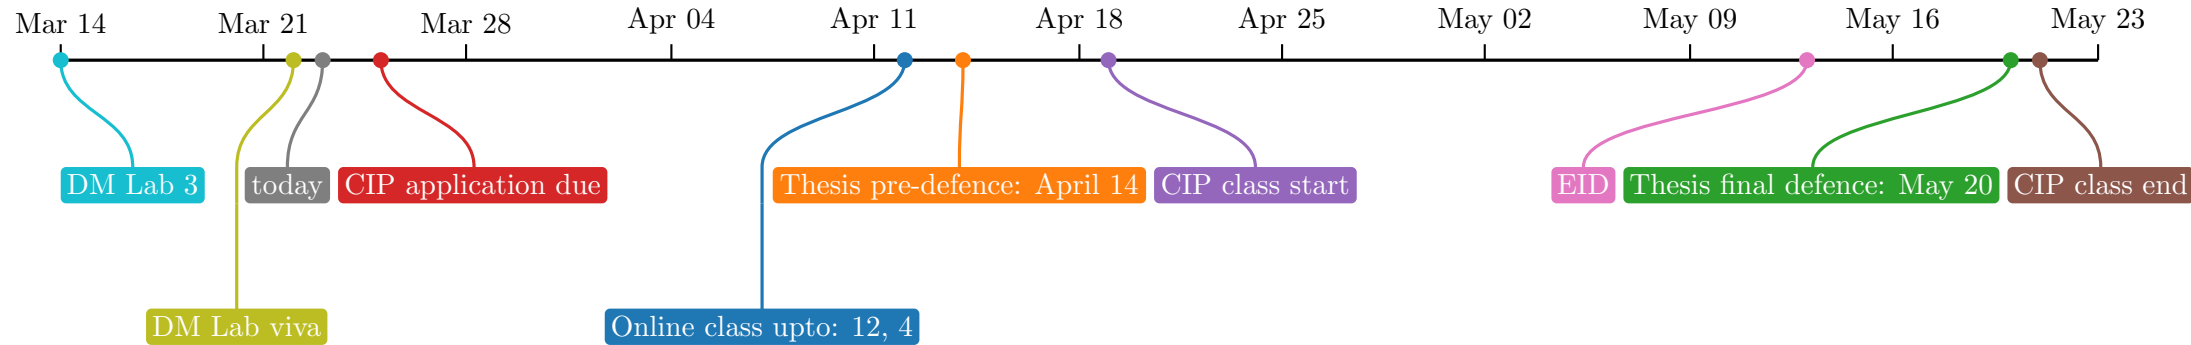 Mar 14
Mar 21
Mar 28
Apr 04
Apr 11
Apr 18
Apr 25
May 02
May 09
May 16
May 23
DM Lab 3
today
CIP application due
Thesis pre-defence: April 14
CIP class start
EID
Thesis final defence: May 20
CIP class end
DM Lab viva
Online class upto: 12, 4